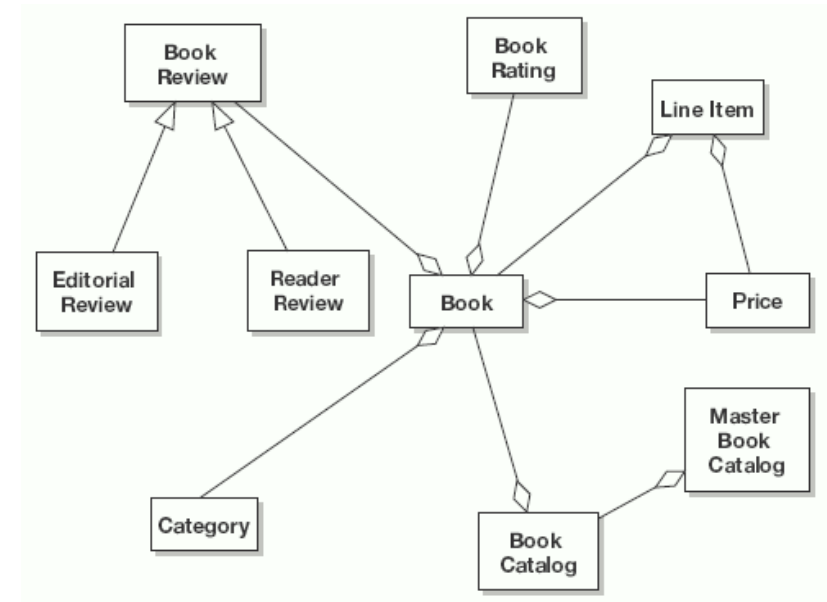 Book
Review
Book
Rating
Line Item
Editorial
Review
Reader
Review
Book
Price
Master
Book
Catalog
Category
Book
Catalog